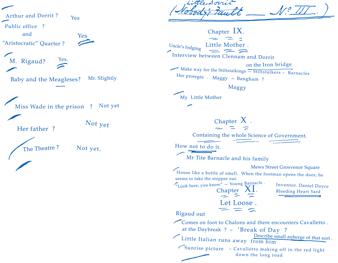 Arthur and Dorrit ? Yes
Public office ?
and
"Aristocratic" Quarter ? Yes
M. Rigaud? Yes.
Baby and the Meagleses? Mr. Slightly
Miss Wade in the prison ? Not yet
Her father ? Not yet
The Theatre ? Not yet.
Little Dorrit
(Nobody's Fault — No. III.)
Chapter IX.
Little Mother.
Uncle's lodging
Interview between Clennam and Dorrit
on the Iron bridge
Make way for the Stiltstockings — Stiltstalkers – Barnacles
Her protegee . Maggy – Bangham ?
Maggy
My Little Mother
Chapter X.
Containing the whole Science of Government
How not to do it.
Mr Tite Barnacle and his family
Mews Street Grosvenor Square
House like a bottle of smell. When the footman opens the door, he
seems to take the stopper out
"Look here, you know" – Young Barnacle
Inventor. Daniel Doyce
Bleeding Heart Yard
Chapter XI.
Let Loose.
Rigaud out
Comes on foot to Chalons and there encounters Cavalletto.
at the Daybreak ? – 'Break of Day ?
Describe small auberge of that sort.
Little Italian runs away from him
Sunrise picture – Cavalletto making off in the red light
down the long road